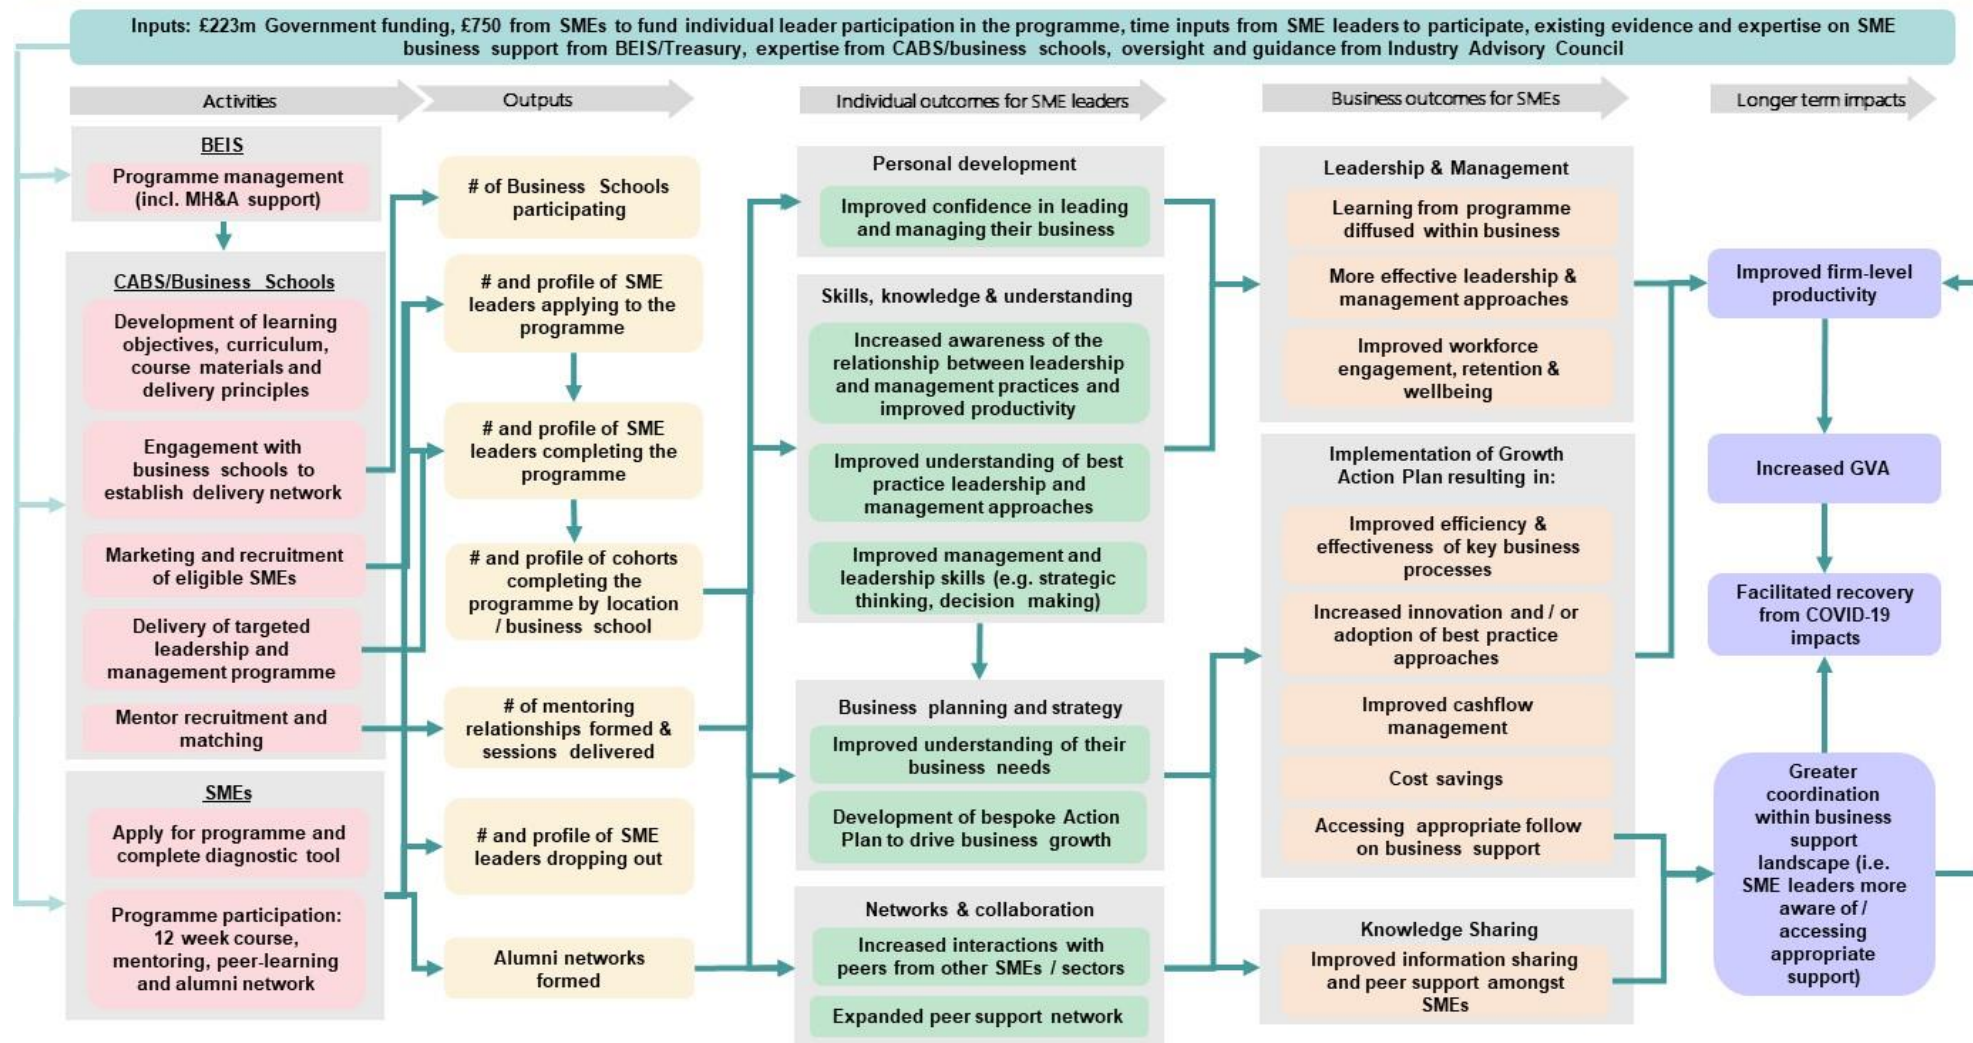 Inputs: £223m Government funding, £750 from SMEs to fund individual leader participation in the programme, time inputs from SME leaders to participate, existing evidence and expertise on SME
business support from BEIS/Treasury, expertise from CABS/business schools, oversight and guidance from Industry Advisory Council
Activities
Outputs
Individual outcomes for SME leaders
Business outcomes for SMEs
Longer term impacts
BEIS
Programme management
(incl. MH&A support)
CABS/Business Schools
Development of learning
objectives, curriculum,
course materials and
delivery principles
Engagement with
business schools to
establish delivery network
Marketing and recruitment
of eligible SMEs
Delivery of targeted
leadership and
management programme
Mentor recruitment and
matching
SMEs
Apply for programme and
complete diagnostic tool
Programme participation:
12 week course,
mentoring, peer-learning
and alumni network
# of Business Schools
participating
# and profile of SME
leaders applying to the
programme
# and profile of SME
leaders completing the
programme
# and profile of cohorts
completing the
programme by location
/ business school
# of mentoring
relationships formed &
sessions delivered
# and profile of SME
leaders dropping out
Alumni networks
formed
Personal development
Improved confidence in leading
and managing their business
Skills, knowledge & understanding
Increased awareness of the
relationship between leadership
and management practices and
improved productivity
Improved understanding of best
practice leadership and
management approaches
Improved management and
leadership skills (e.g. strategic
thinking, decision making)
Business planning and strategy
Improved understanding of their
business needs
Development of bespoke Action
Plan to drive business growth
Networks & collaboration
Increased interactions with
peers from other SMEs / sectors
Expanded peer support network
Leadership & Management
Learning from programme
diffused within business
More effective leadership &
management approaches
Improved workforce
engagement, retention &
wellbeing
Implementation of Growth
Action Plan resulting in:
Improved efficiency &
effectiveness of key business
processes
Increased innovation and / or
adoption of best practice
approaches
Improved cashflow
management
Cost savings
Accessing appropriate follow
on business support
Knowledge Sharing
Improved information sharing
and peer support amongst
SMEs
Improved firm-level
productivity
Increased GVA
Facilitated recovery
from COVID-19
impacts
Greater
coordination
within business
support
landscape (i.e.
SME leaders more
aware of /
accessing
appropriate
support)